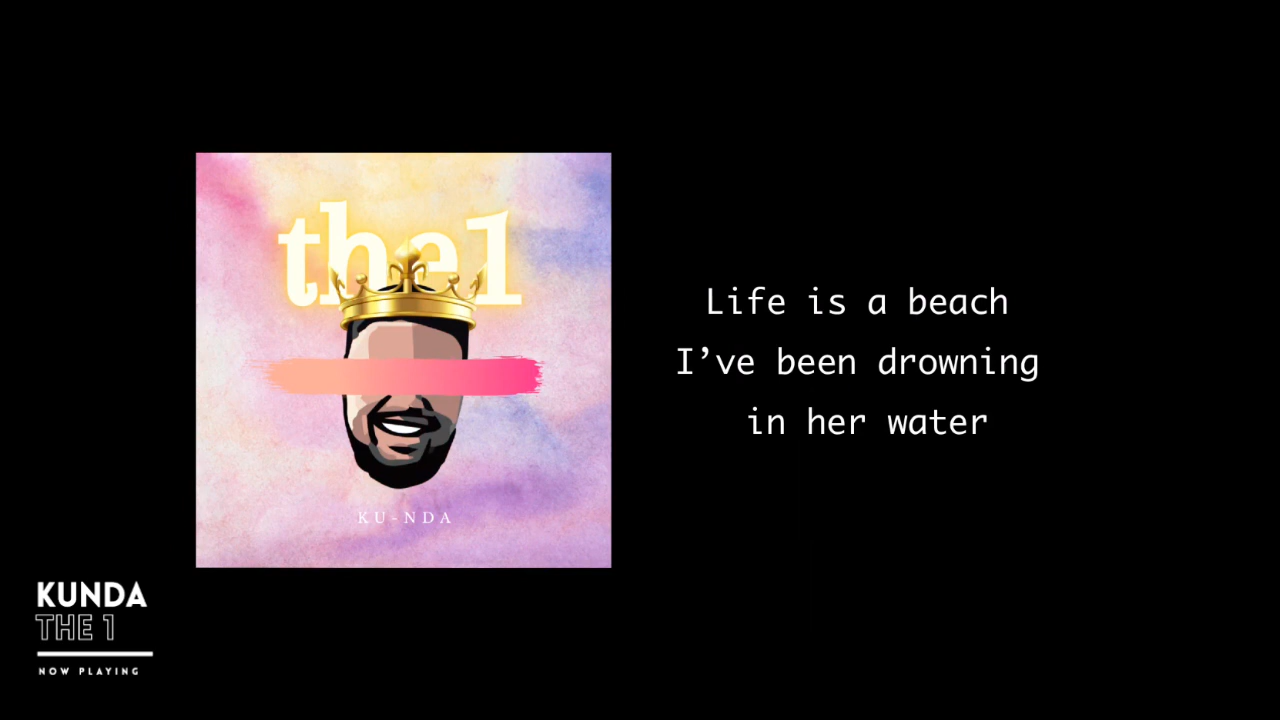 the1
KU-NDA
Life is a beach
I’ve been drowning
in her water
KUNDA
THE 1
NOW PLAYING